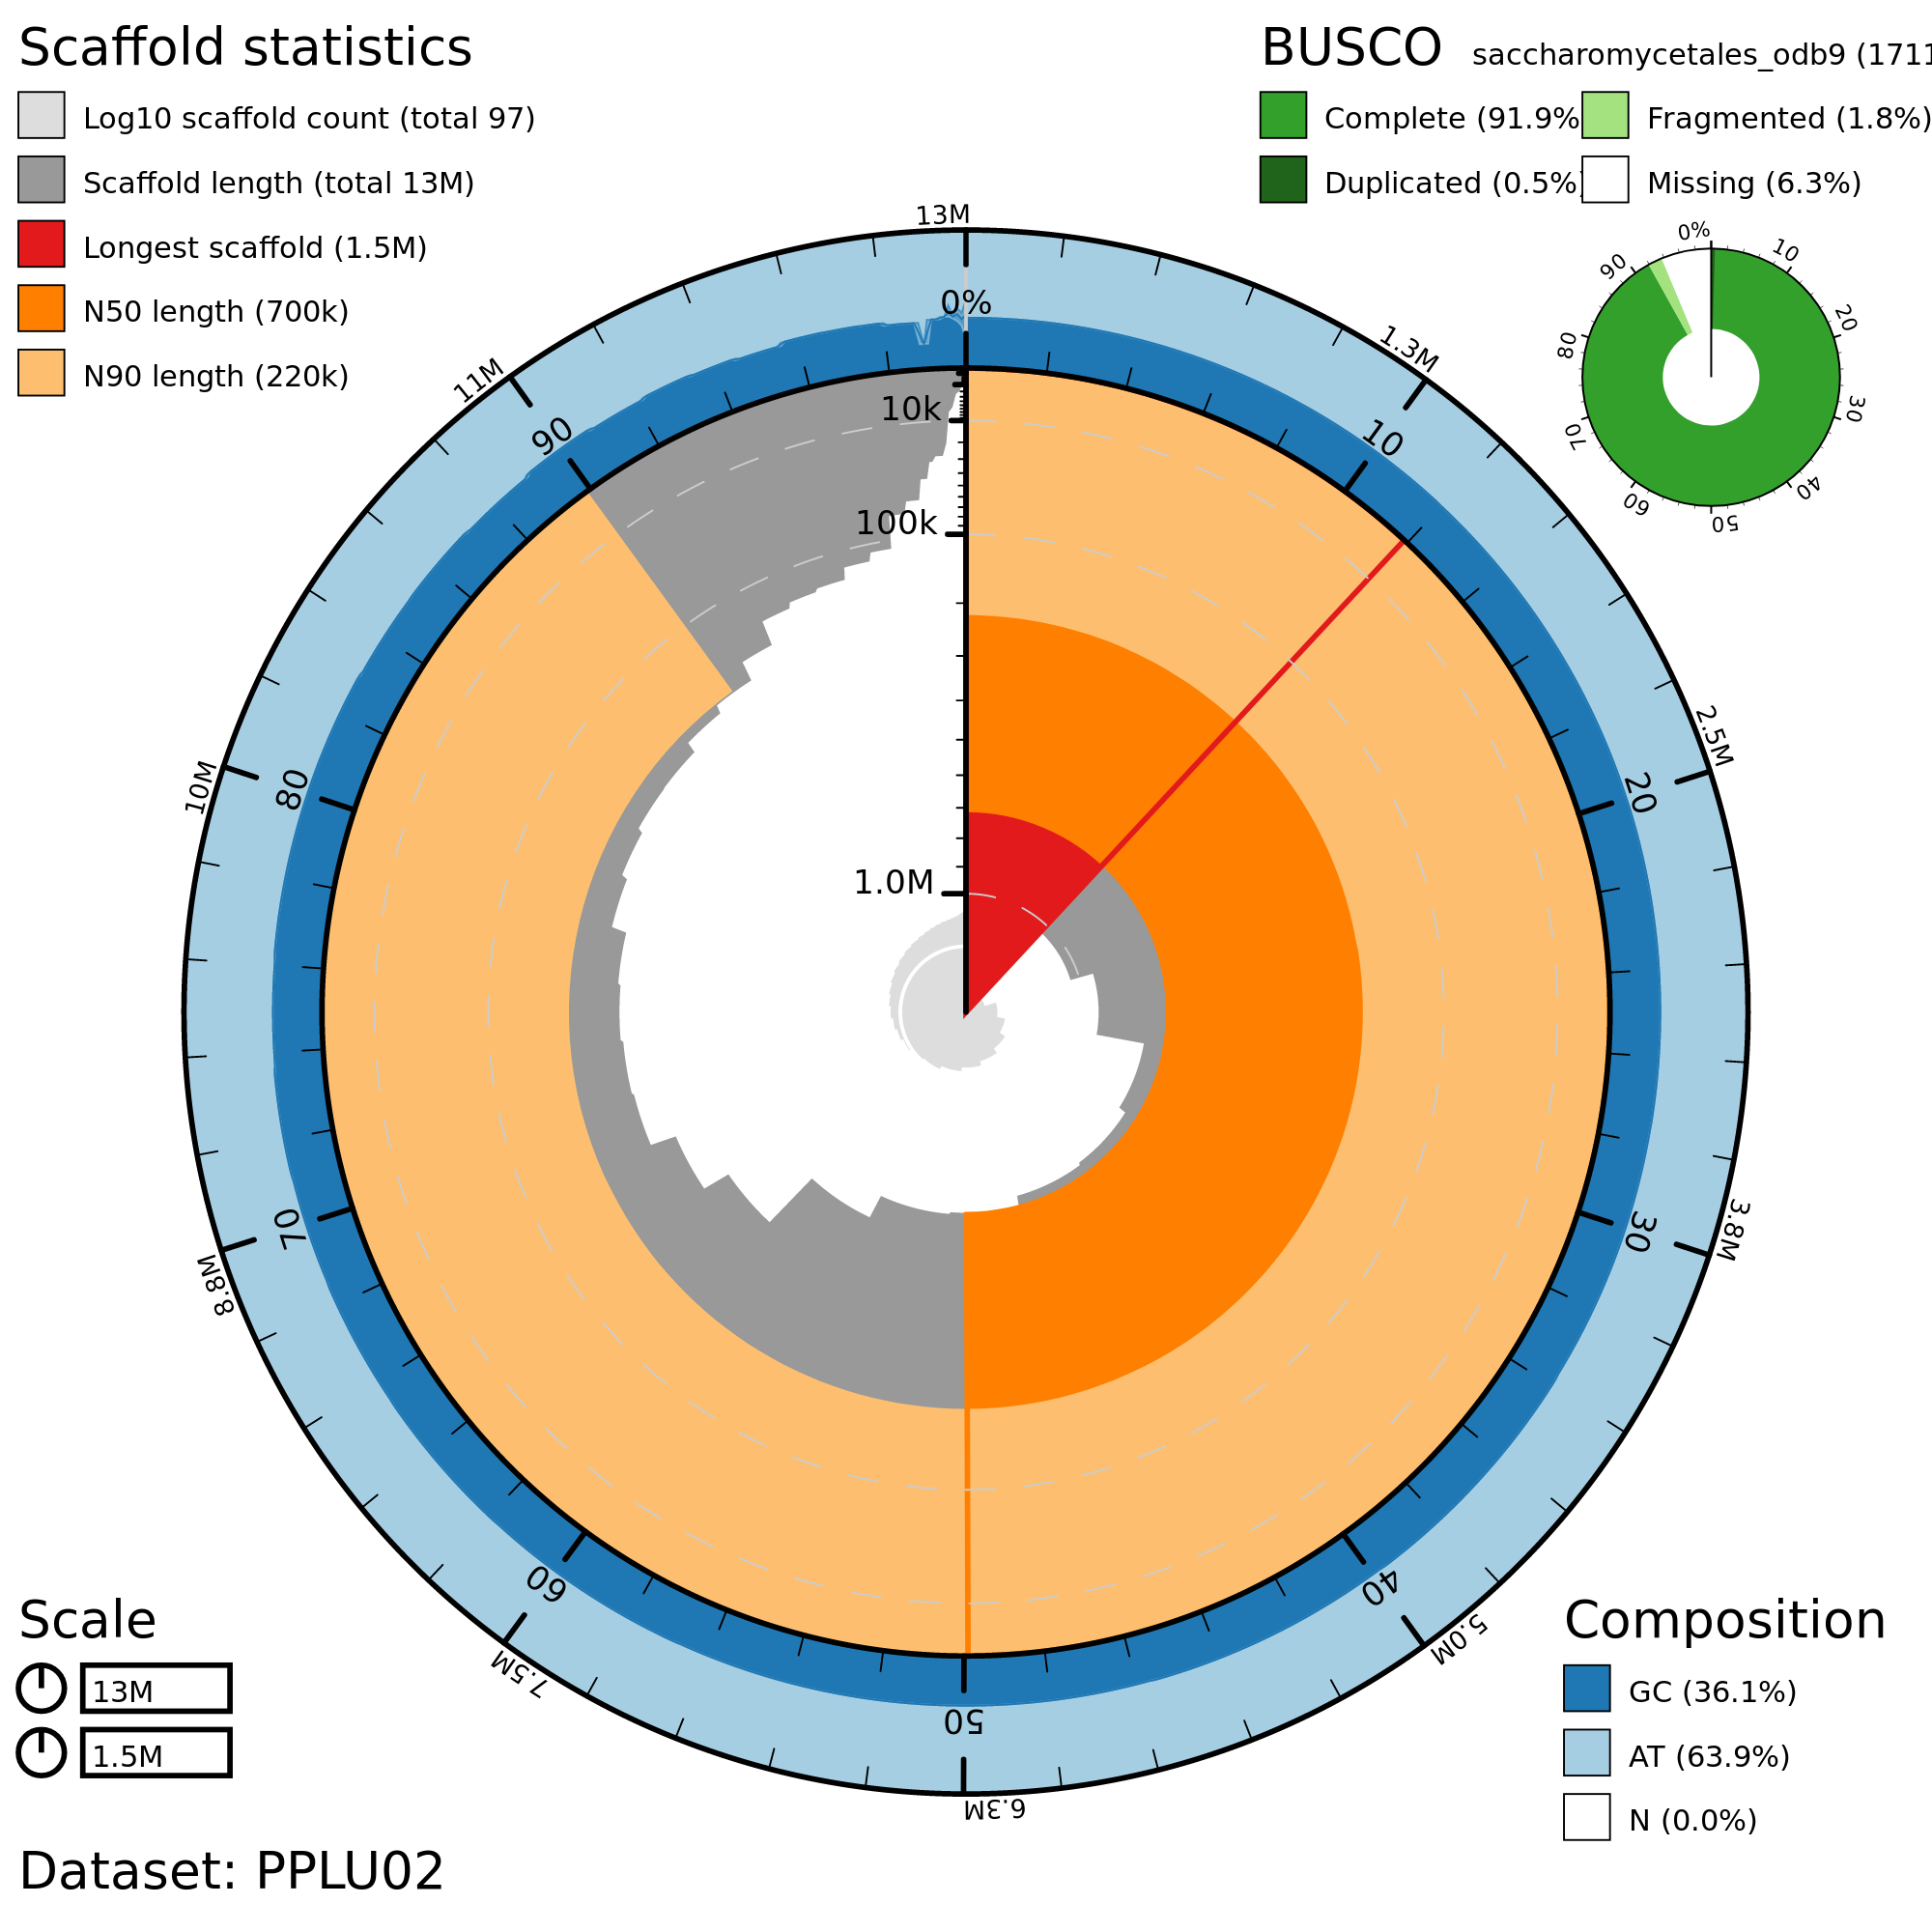 Scaffold statistics
Log10 scaffold count (total 97)
Scaffold length (total 13M)
Longest scaffold (1.5M)
N50 length (700k)
N90 length (220k)
BUSCO saccharomycetales_odb9 (1711
Complete (91.9%
Fragmented (1.8%)
Duplicated (0.5%)
Missing (6.3%)
0%
10
20
30
40
50
60
70
80
90
13M
1.3M
2.5M
3.8M
5.0M
6.3M
7.5M
8.8M
10M
11M
0%
10
20
30
40
50
60
70
80
90
10k
100k
1.0M
Scale
13M
1.5M
Composition
GC (36.1%)
AT (63.9%)
N (0.0%)
Dataset: PPLU02